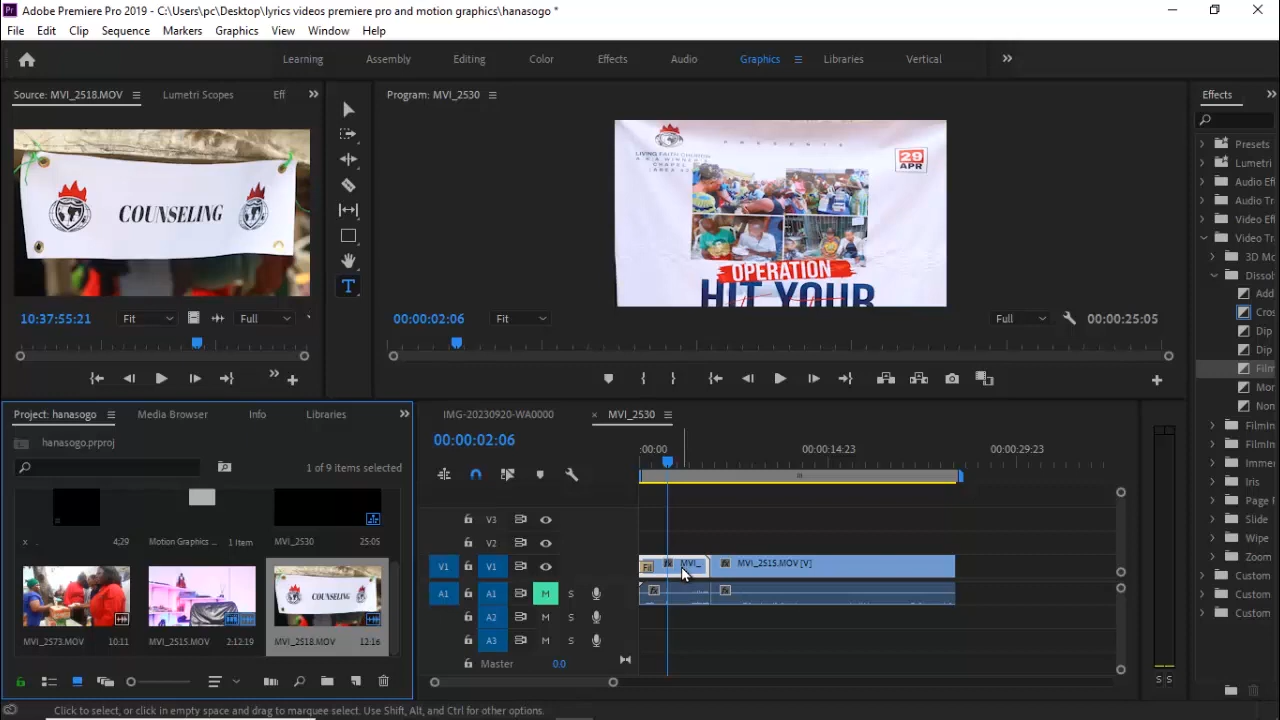 Adobe Premiere Pro 2019 - C:\Users\pc\Desktop\lyrics videos premiere pro and motion graphics\hanasogo *
File Edit Clip Sequence Markers Graphics View Window Help
Learning Assembly Editing Color Effects Audio Graphics Libraries Vertical
Source: MVI_2518.MOV Lumetri Scopes Eff
Program: MVI_2530
Effects
COUNSELING
LIVING FAITH CHURCH
PRESENTS
29
APR
OPERATION
HIT YOUR
10:37:55:21 Fit Full
00:00:02:06 Fit Full 00:00:25:05
Presets
Lumetri
Audio Ef
Audio Tr
Video Ef
Video Tr
3D Mo
Dissol
Add
Cros
Dip
Dip
Film
Mor
Non
FilmIm
FilmIm
Immer
Iris
Page P
Slide
Wipe
Zoom
Custom
Custom
Custom
Project: hanasogo Media Browser Info Libraries
hanasogo.prproj
1 of 9 items selected
x .. 4;29 Motion Graphics ... 1 Item MVI_2530 25:05
MVI_2573.MOV 10:11 MVI_2515.MOV 2:12:19 MVI_2518.MOV 12:16
IMG-20230920-WA0000 × MVI_2530
00:00:02:06
:00:00 00:00:14:23 00:00:29:23
V3
V2
V1 V1 Fil MVI_ MVI_2515.MOV [V]
A1 A1 M S
A2 M S
A3 M S
Master 0.0
S S
Click to select, or click in empty space and drag to marquee select. Use Shift, Alt, and Ctrl for other options.